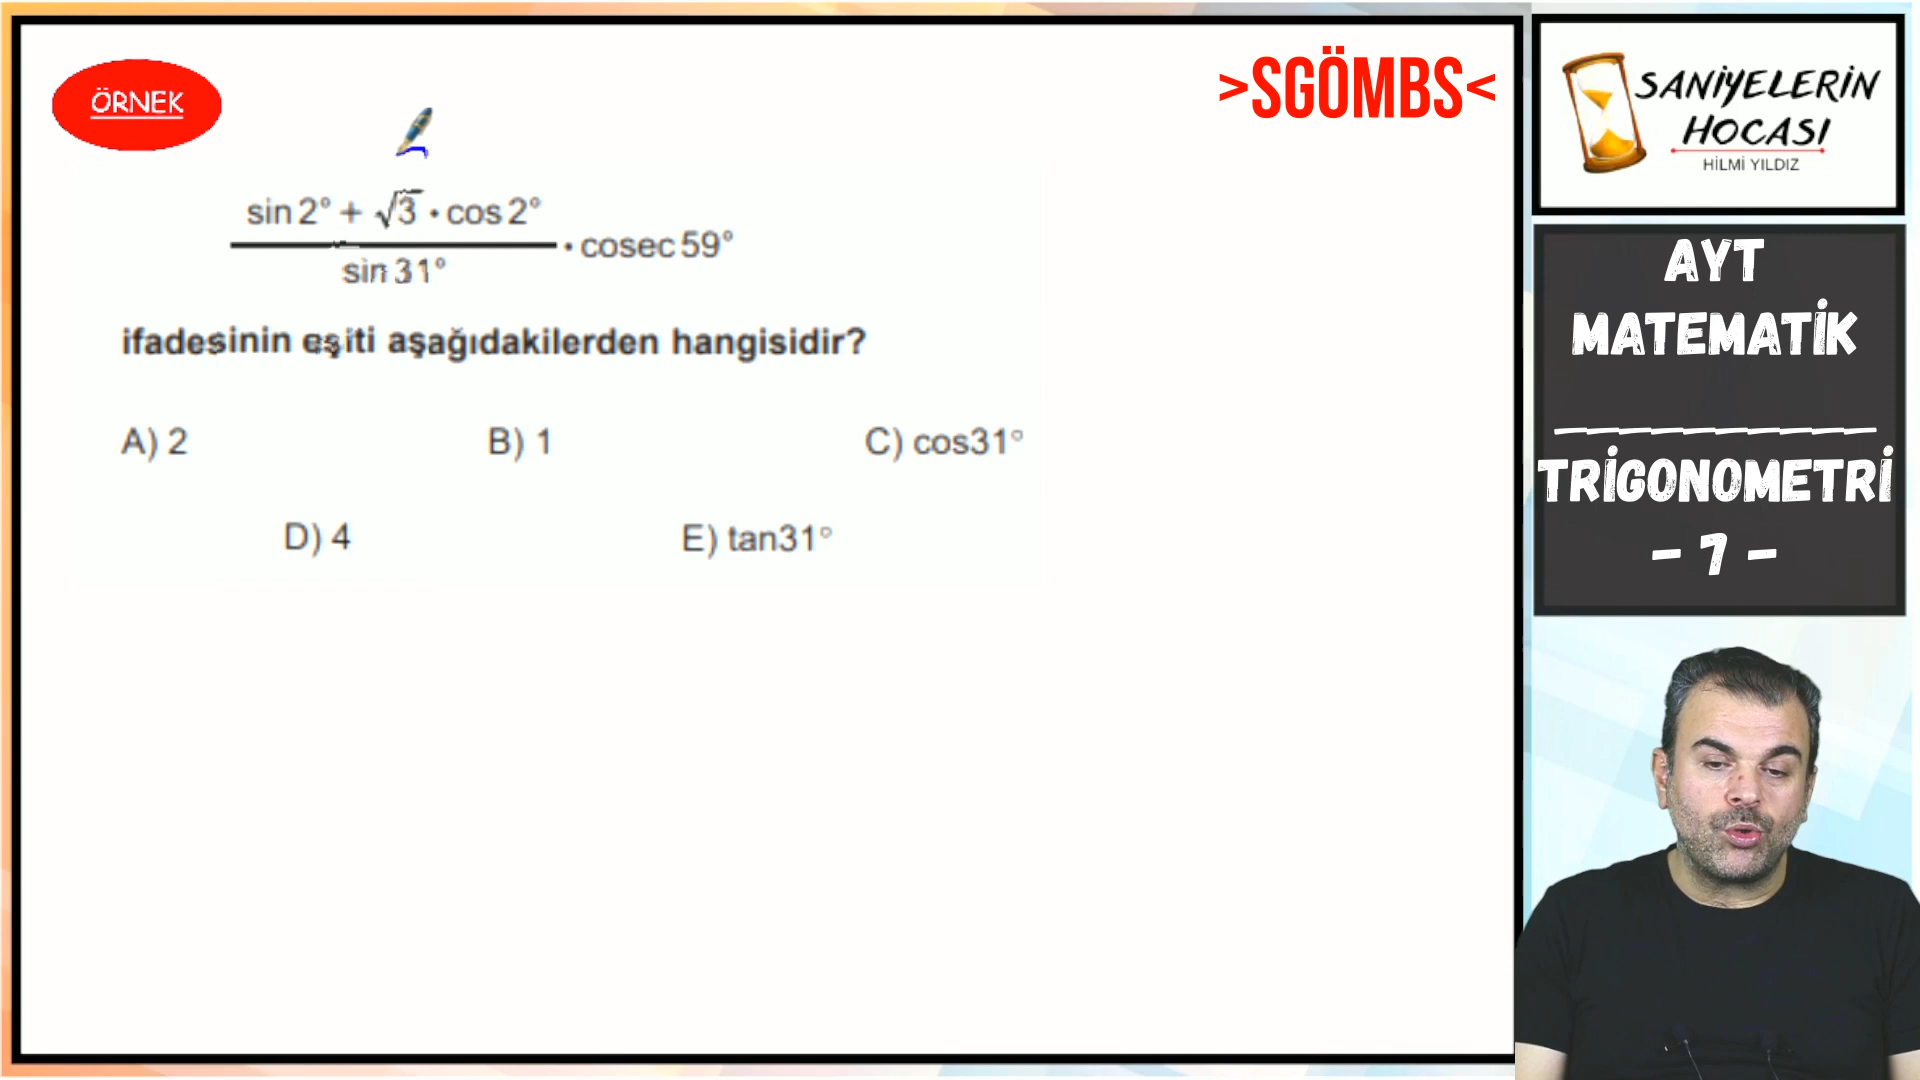 ÖRNEK
>SGÖMBS<
sin 2° + √3 · cos 2°
sin 31°
· cosec 59°
ifadesinin eşiti aşağıdakilerden hangisidir?
A) 2
B) 1
C) cos31°
D) 4
E) tan31°
SANİYELERİN
HOCASI
HİLMİ YILDIZ
AYT
MATEMATİK
___________
TRİGONOMETRİ
- 7 -